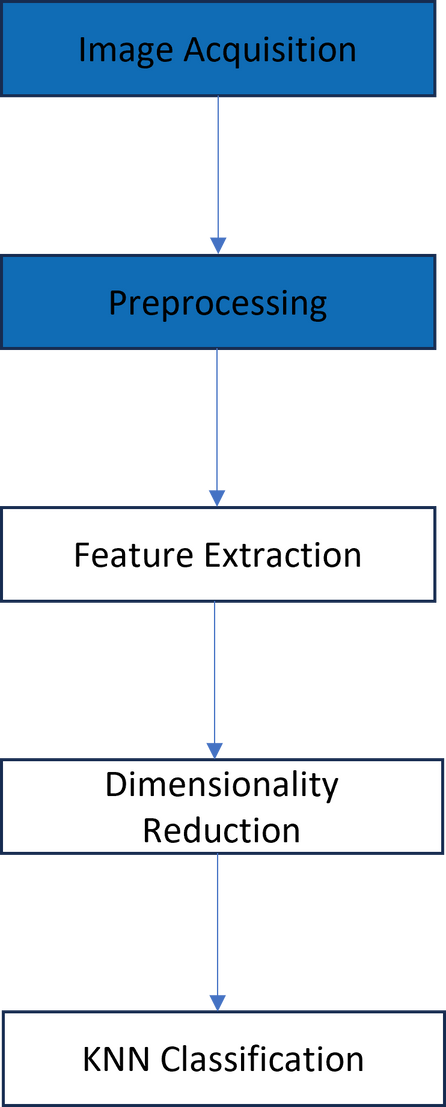 Image Acquisition
Preprocessing
Feature Extraction
Dimensionality
Reduction
KNN Classification